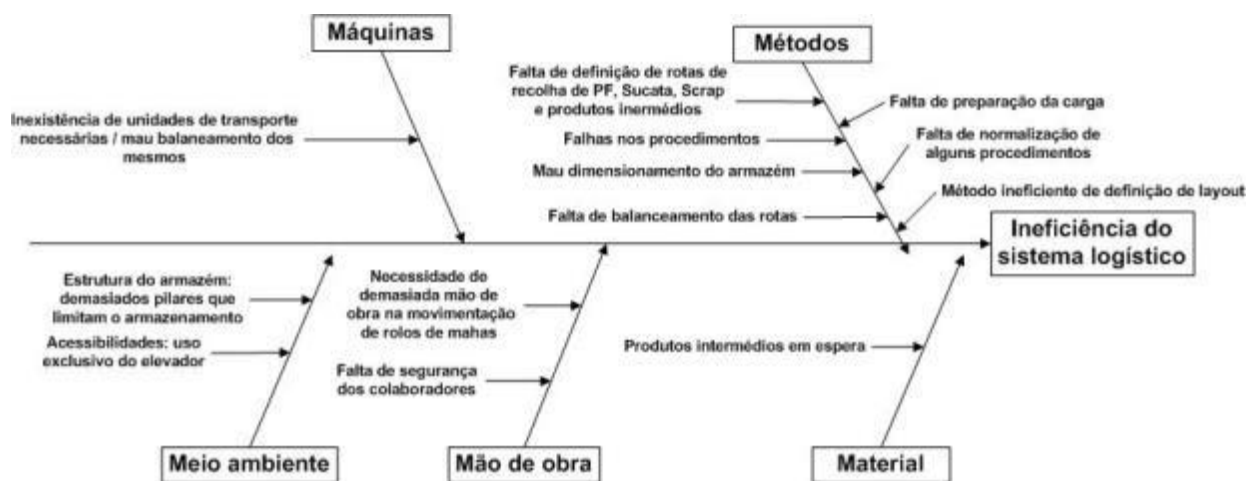 Máquinas
Métodos
Falta de definição de rotas de
recolha de PF, Sucata, Scrap
e produtos inermédios
Falta de preparação da carga
Inexistência de unidades de transporte
necessárias / mau balaneamento dos
mesmos
Falhas nos procedimentos
Falta de normalização de
alguns procedimentos
Mau dimensionamento do armazém
Método ineficiente de definição de layout
Falta de balanceamento das rotas
Ineficiência do
sistema logístico
Estrutura do armazém:
demasiados pilares que
limitam o armazenamento
Acessibilidades: uso
exclusivo do elevador
Necessidade de
demasiada mão de
obra na movimentação
de rolos de mahas
Falta de segurança
dos colaboradores
Produtos intermédios em espera
Meio ambiente
Mão de obra
Material